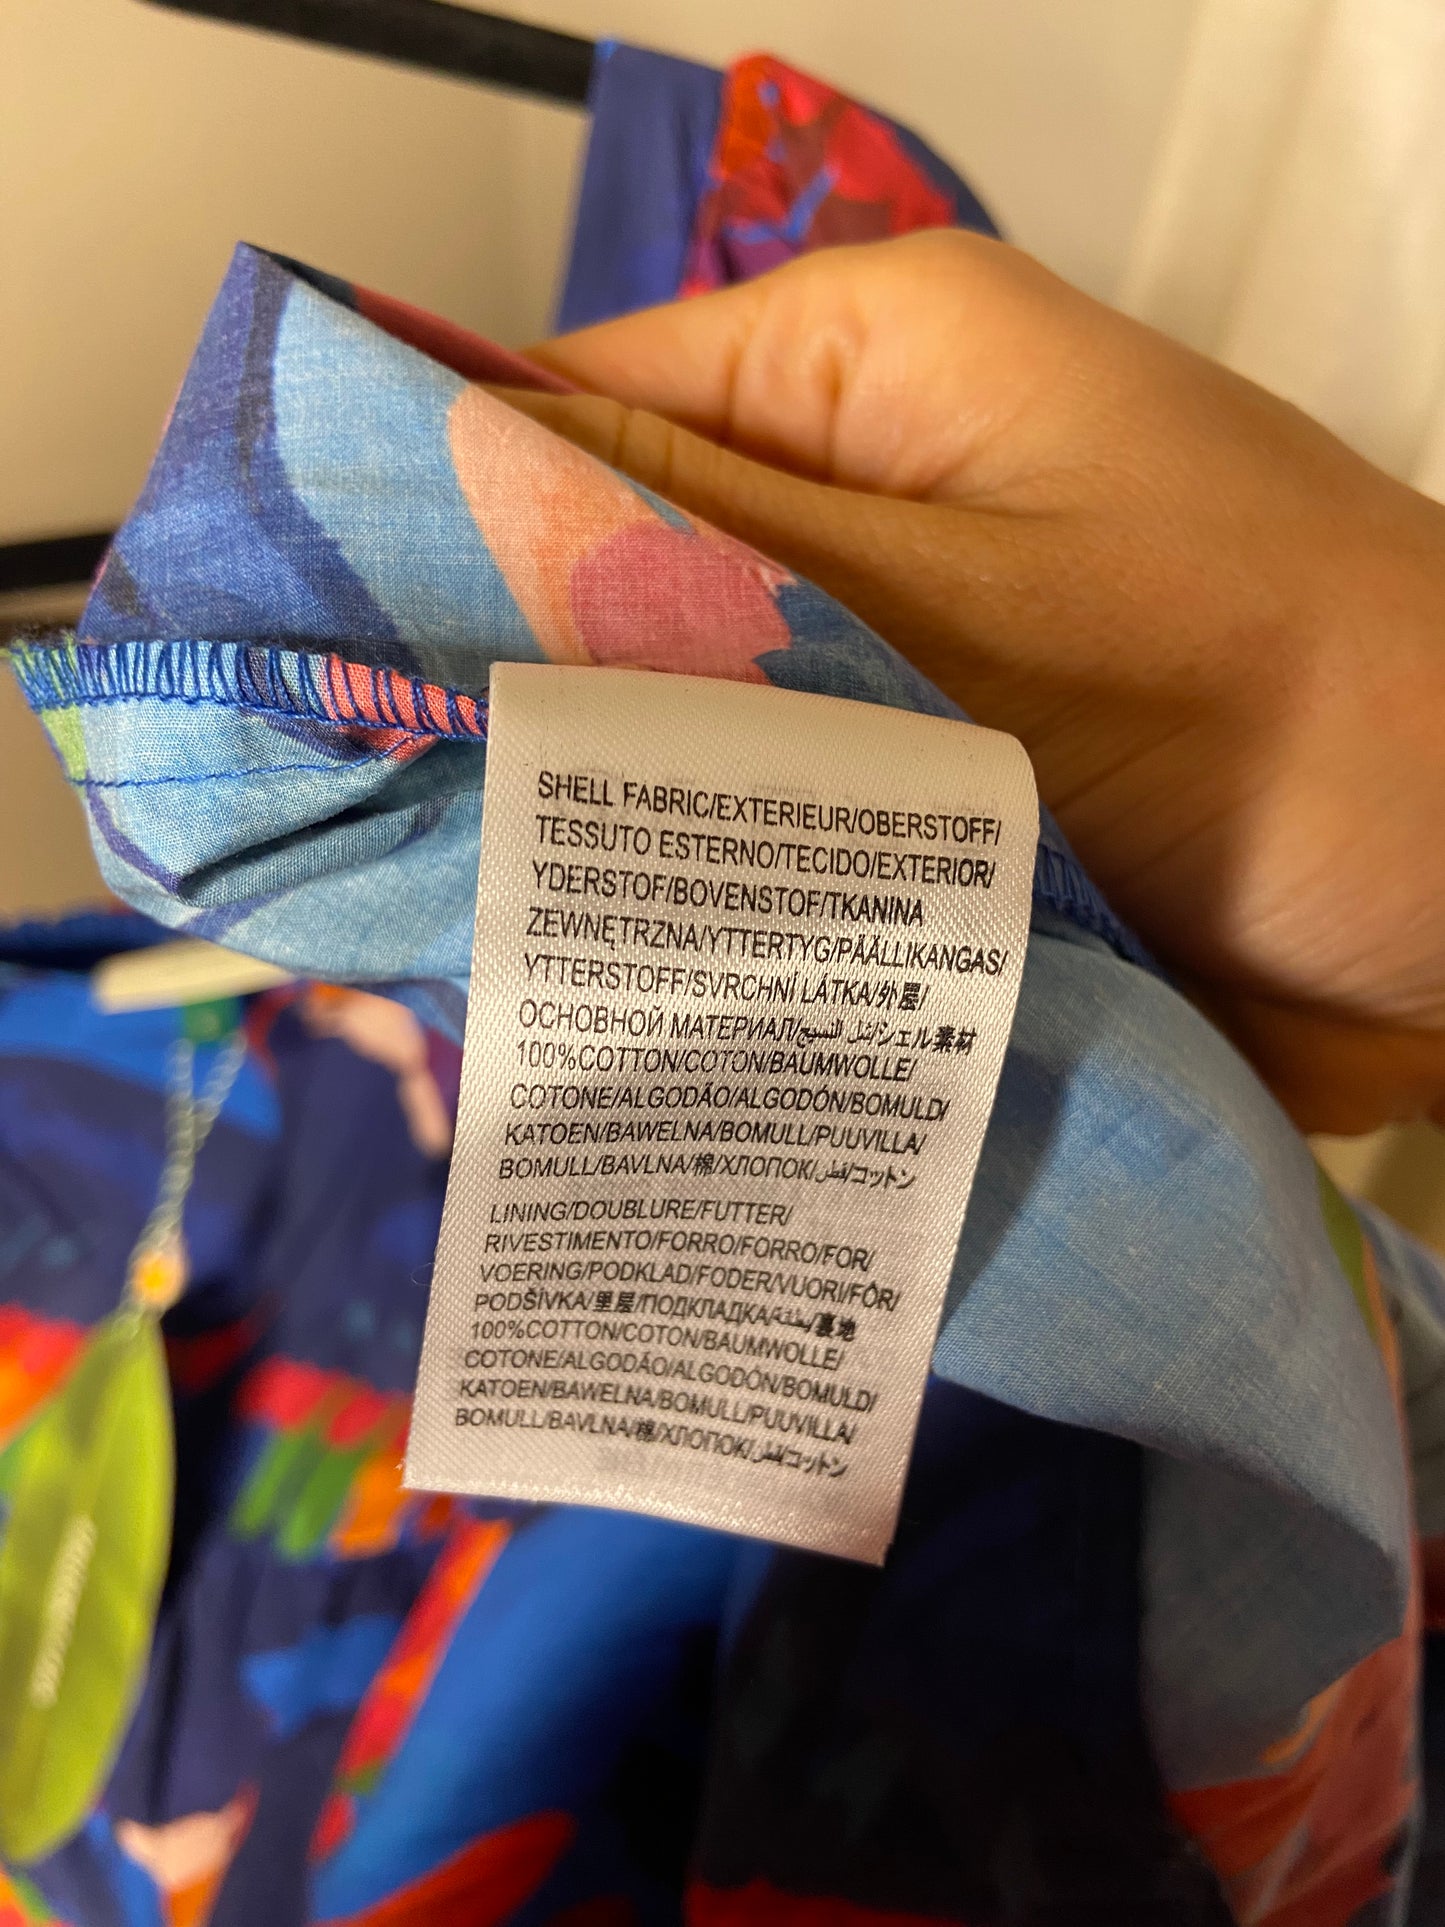 SHELL FABRIC/EXTERIEUR/OBERSTOFF/
TESSUTO ESTERNO/TECIDO/EXTERIOR/
YDERSTOF/BOVENSTOF/TKANINA
ZEWNĘTRZNA/YTTERTYG/PÄÄLLIKANGAS/
YTTERSTOFF/SVRCHNÍ LÁTKA/外层/
ОСНОВНОЙ МАТЕРИАЛ/شل النسيج/シェル素材
100%COTTON/COTON/BAUMWOLLE/
COTONE/ALGODÃO/ALGODÓN/BOMULD/
KATOEN/BAWELNA/BOMULL/PUUVILLA/
BOMULL/BAVLNA/棉/ХЛОПОК/قطن/コットン
LINING/DOUBLURE/FUTTER/
RIVESTIMENTO/FORRO/FORRO/FOR/
VOERING/PODKLAD/FODER/VUORI/FÔR/
PODŠÍVKA/里层/ПОДКЛАДКА/بطانة/裏地
100%COTTON/COTON/BAUMWOLLE/
COTONE/ALGODÃO/ALGODÓN/BOMULD/
KATOEN/BAWELNA/BOMULL/PUUVILLA/
BOMULL/BAVLNA/棉/ХЛОПОК/قطن/コットン